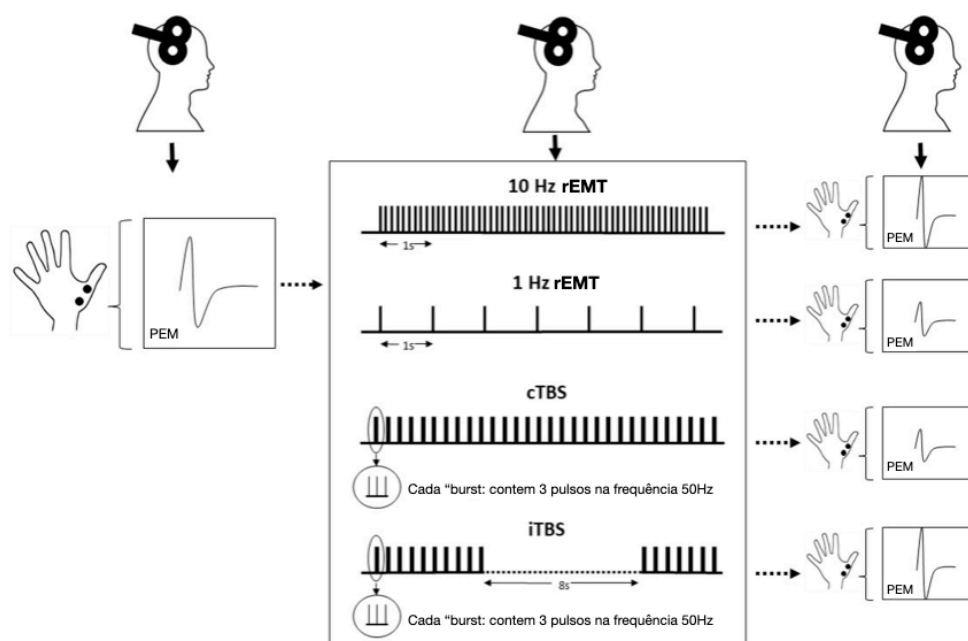 10 Hz rEMT
1s
PEM
1 Hz rEMT
1s
PEM
PEM
cTBS
Cada “burst: contem 3 pulsos na frequência 50Hz
PEM
iTBS
8s
Cada “burst: contem 3 pulsos na frequência 50Hz
PEM